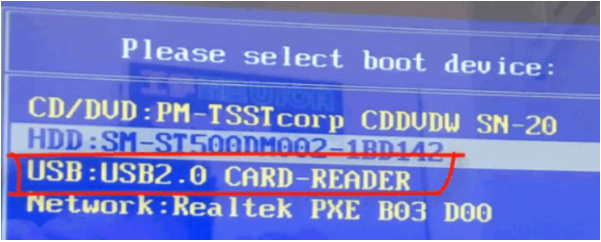 Please select boot device:
CD/DVD:PM-TSSTcorp CDDVDW SN-20
HDD:SM-ST500DM002-1BD142
USB:USB2.0 CARD-READER
Network:Realtek PXE B03 D00